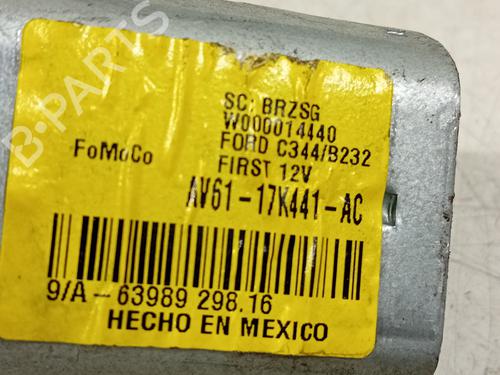 SC: BRZSG
W000014440
FORD C344/B232
FIRST 12V
FoMoCo
AV61-17K441-AC
9/A-63989 298.16
HECHO EN MEXICO